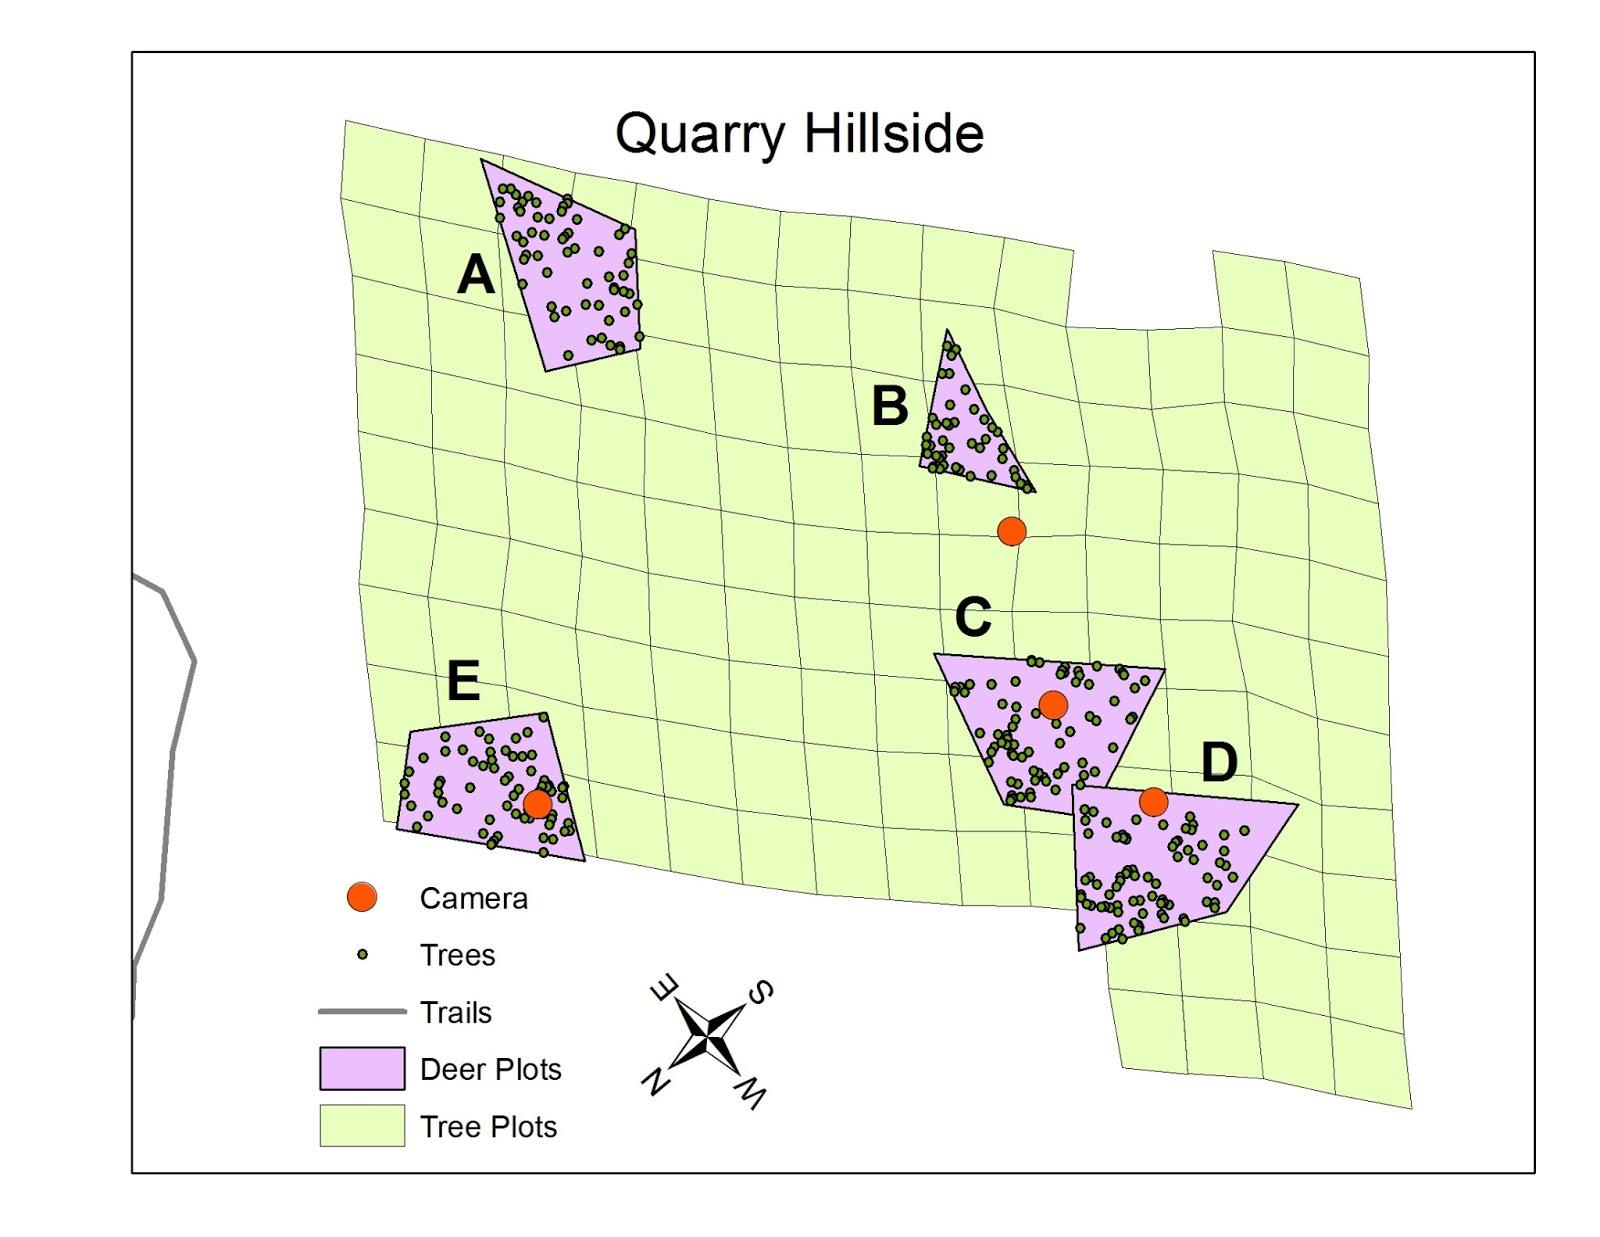 Quarry Hillside
A
B
C
E
D
Camera
Trees
Trails
Deer Plots
Tree Plots
E
S
N
W